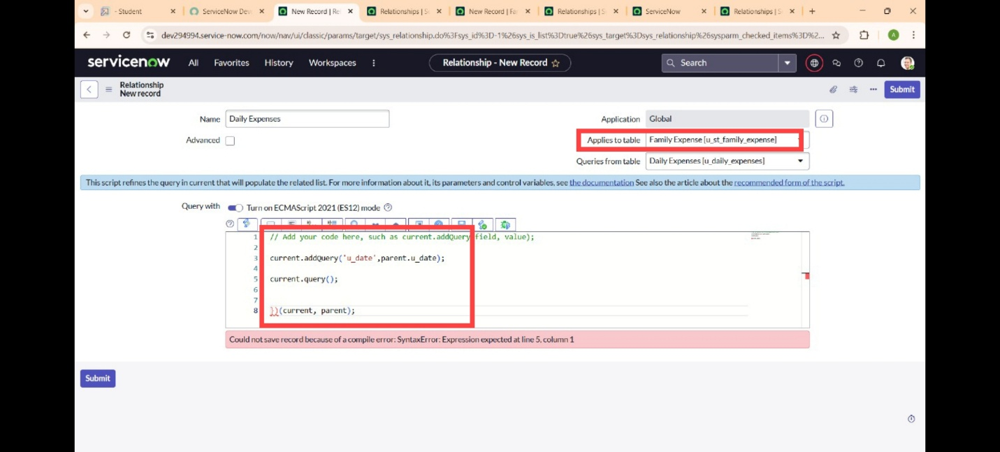 - Student
ServiceNow Dev
New Record | Re
Relationships | S
New Record | Fa
Relationships | S
ServiceNow
Relationships | S
dev294994.service-now.com/now/nav/ui/classic/params/target/sys_relationship.do%3Fsys_id%3D-1%26sys_is_list%3Dtrue%26sys_target%3Dsys_relationship%26sysparm_checked_items%3D%2...
A
servicenow All Favorites History Workspaces
Relationship - New Record
Search
Relationship
New record
Submit
Name Daily Expenses
Application Global
Advanced
Applies to table Family Expense [u_st_family_expense]
Queries from table Daily Expenses [u_daily_expenses]
This script refines the query in current that will populate the related list. For more information about it, its parameters and control variables, see the documentation See also the article about the recommended form of the script.
Query with Turn on ECMAScript 2021 (ES12) mode
1 // Add your code here, such as current.addQuery(field, value);
2
3 current.addQuery('u_date',parent.u_date);
4
5 current.query();
6
7
8 })(current, parent);
Could not save record because of a compile error: SyntaxError: Expression expected at line 5, column 1
Submit